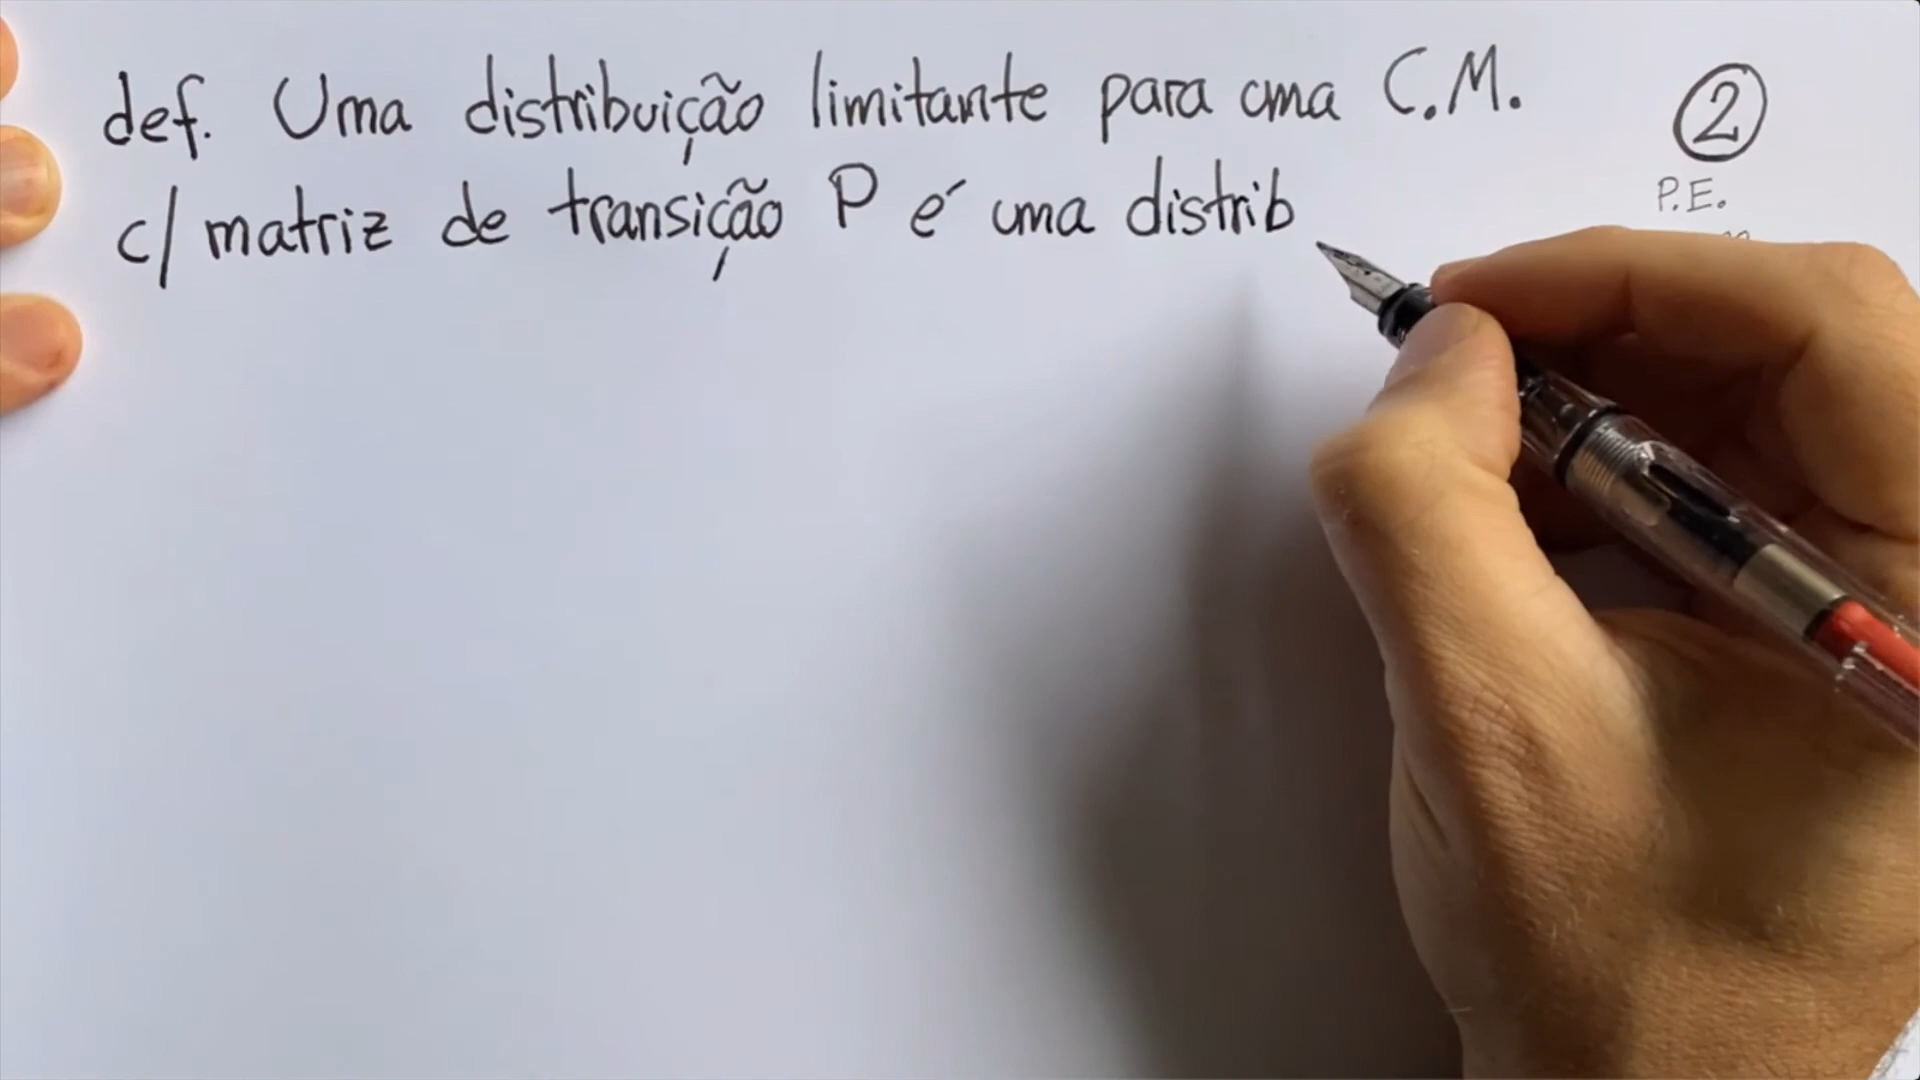 def. Uma distribuição limitante para uma C.M.
c/ matriz de transição P é uma distrib
2
P.E.